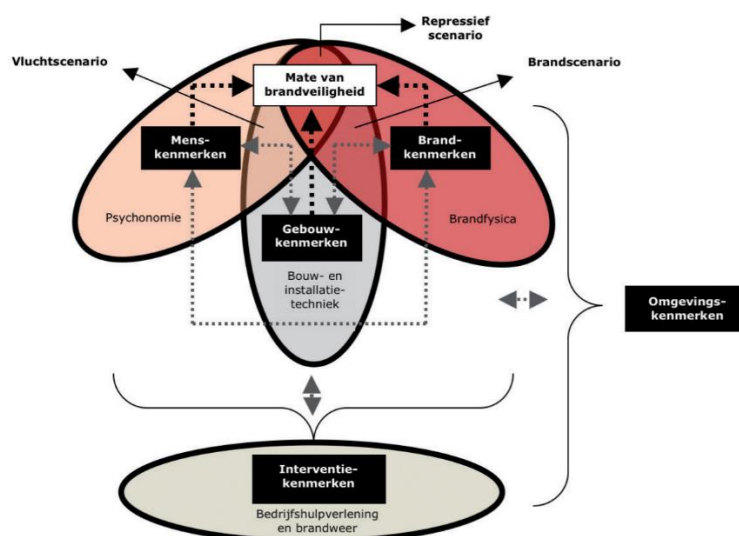 Repressief
scenario
Vluchtscenario
Brandscenario
Mate van
brandveiligheid
Mens-
kenmerken
Brand-
kenmerken
Psychonomie
Brandfysica
Gebouw-
kenmerken
Bouw- en
installatie-
techniek
Omgevings-
kenmerken
Interventie-
kenmerken
Bedrijfshulpverlening
en brandweer